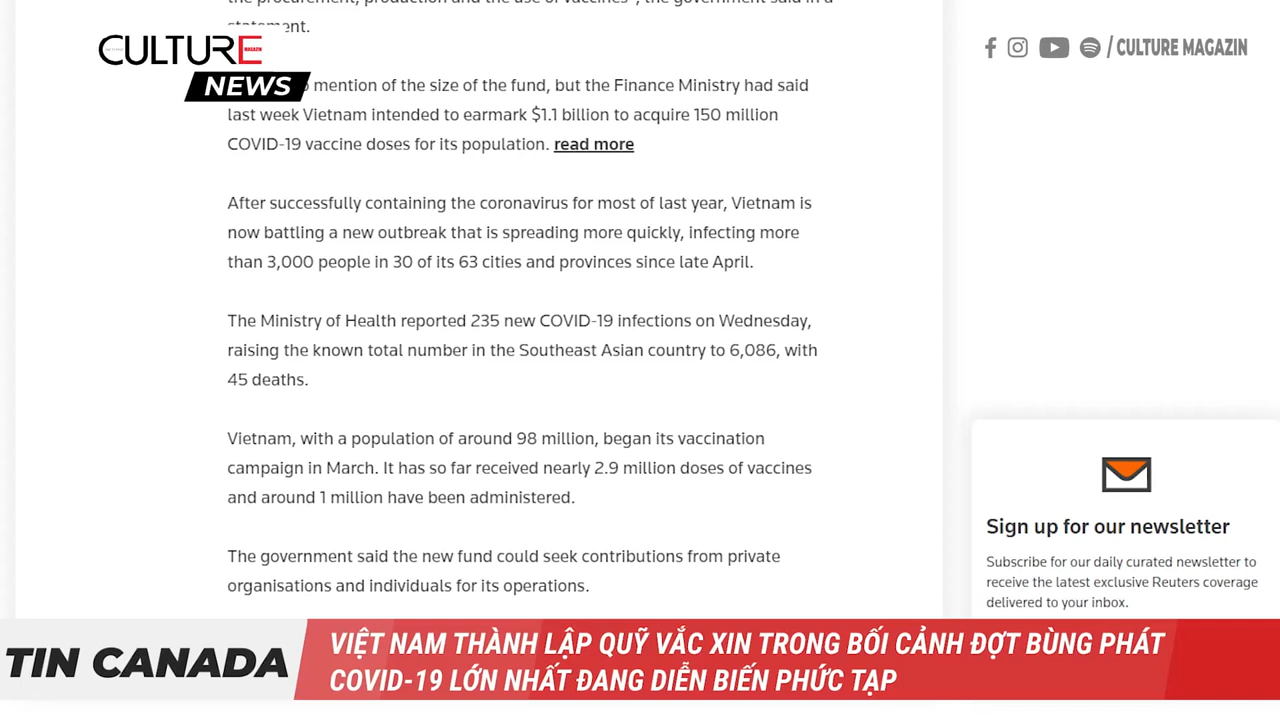 the procurement, production and the use of vaccines", the government said in a
statement.
CULTURE
MAGAZIN
NEWS
mention of the size of the fund, but the Finance Ministry had said
last week Vietnam intended to earmark $1.1 billion to acquire 150 million
COVID-19 vaccine doses for its population. read more
After successfully containing the coronavirus for most of last year, Vietnam is
now battling a new outbreak that is spreading more quickly, infecting more
than 3,000 people in 30 of its 63 cities and provinces since late April.
The Ministry of Health reported 235 new COVID-19 infections on Wednesday,
raising the known total number in the Southeast Asian country to 6,086, with
45 deaths.
Vietnam, with a population of around 98 million, began its vaccination
campaign in March. It has so far received nearly 2.9 million doses of vaccines
and around 1 million have been administered.
The government said the new fund could seek contributions from private
organisations and individuals for its operations.
/ CULTURE MAGAZIN
Sign up for our newsletter
Subscribe for our daily curated newsletter to
receive the latest exclusive Reuters coverage
delivered to your inbox.
TIN CANADA
VIỆT NAM THÀNH LẬP QUỸ VẮC XIN TRONG BỐI CẢNH ĐỢT BÙNG PHÁT
COVID-19 LỚN NHẤT ĐANG DIỄN BIẾN PHỨC TẠP